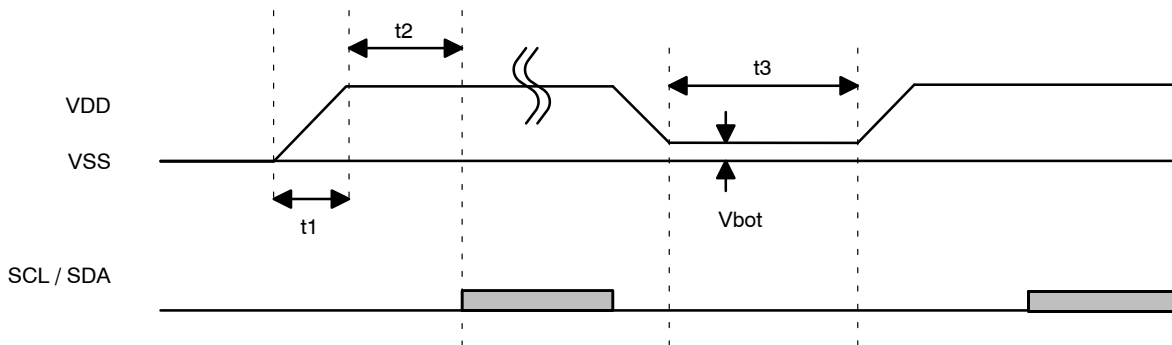 t2
t3
VDD
VSS
t1
Vbot
SCL / SDA